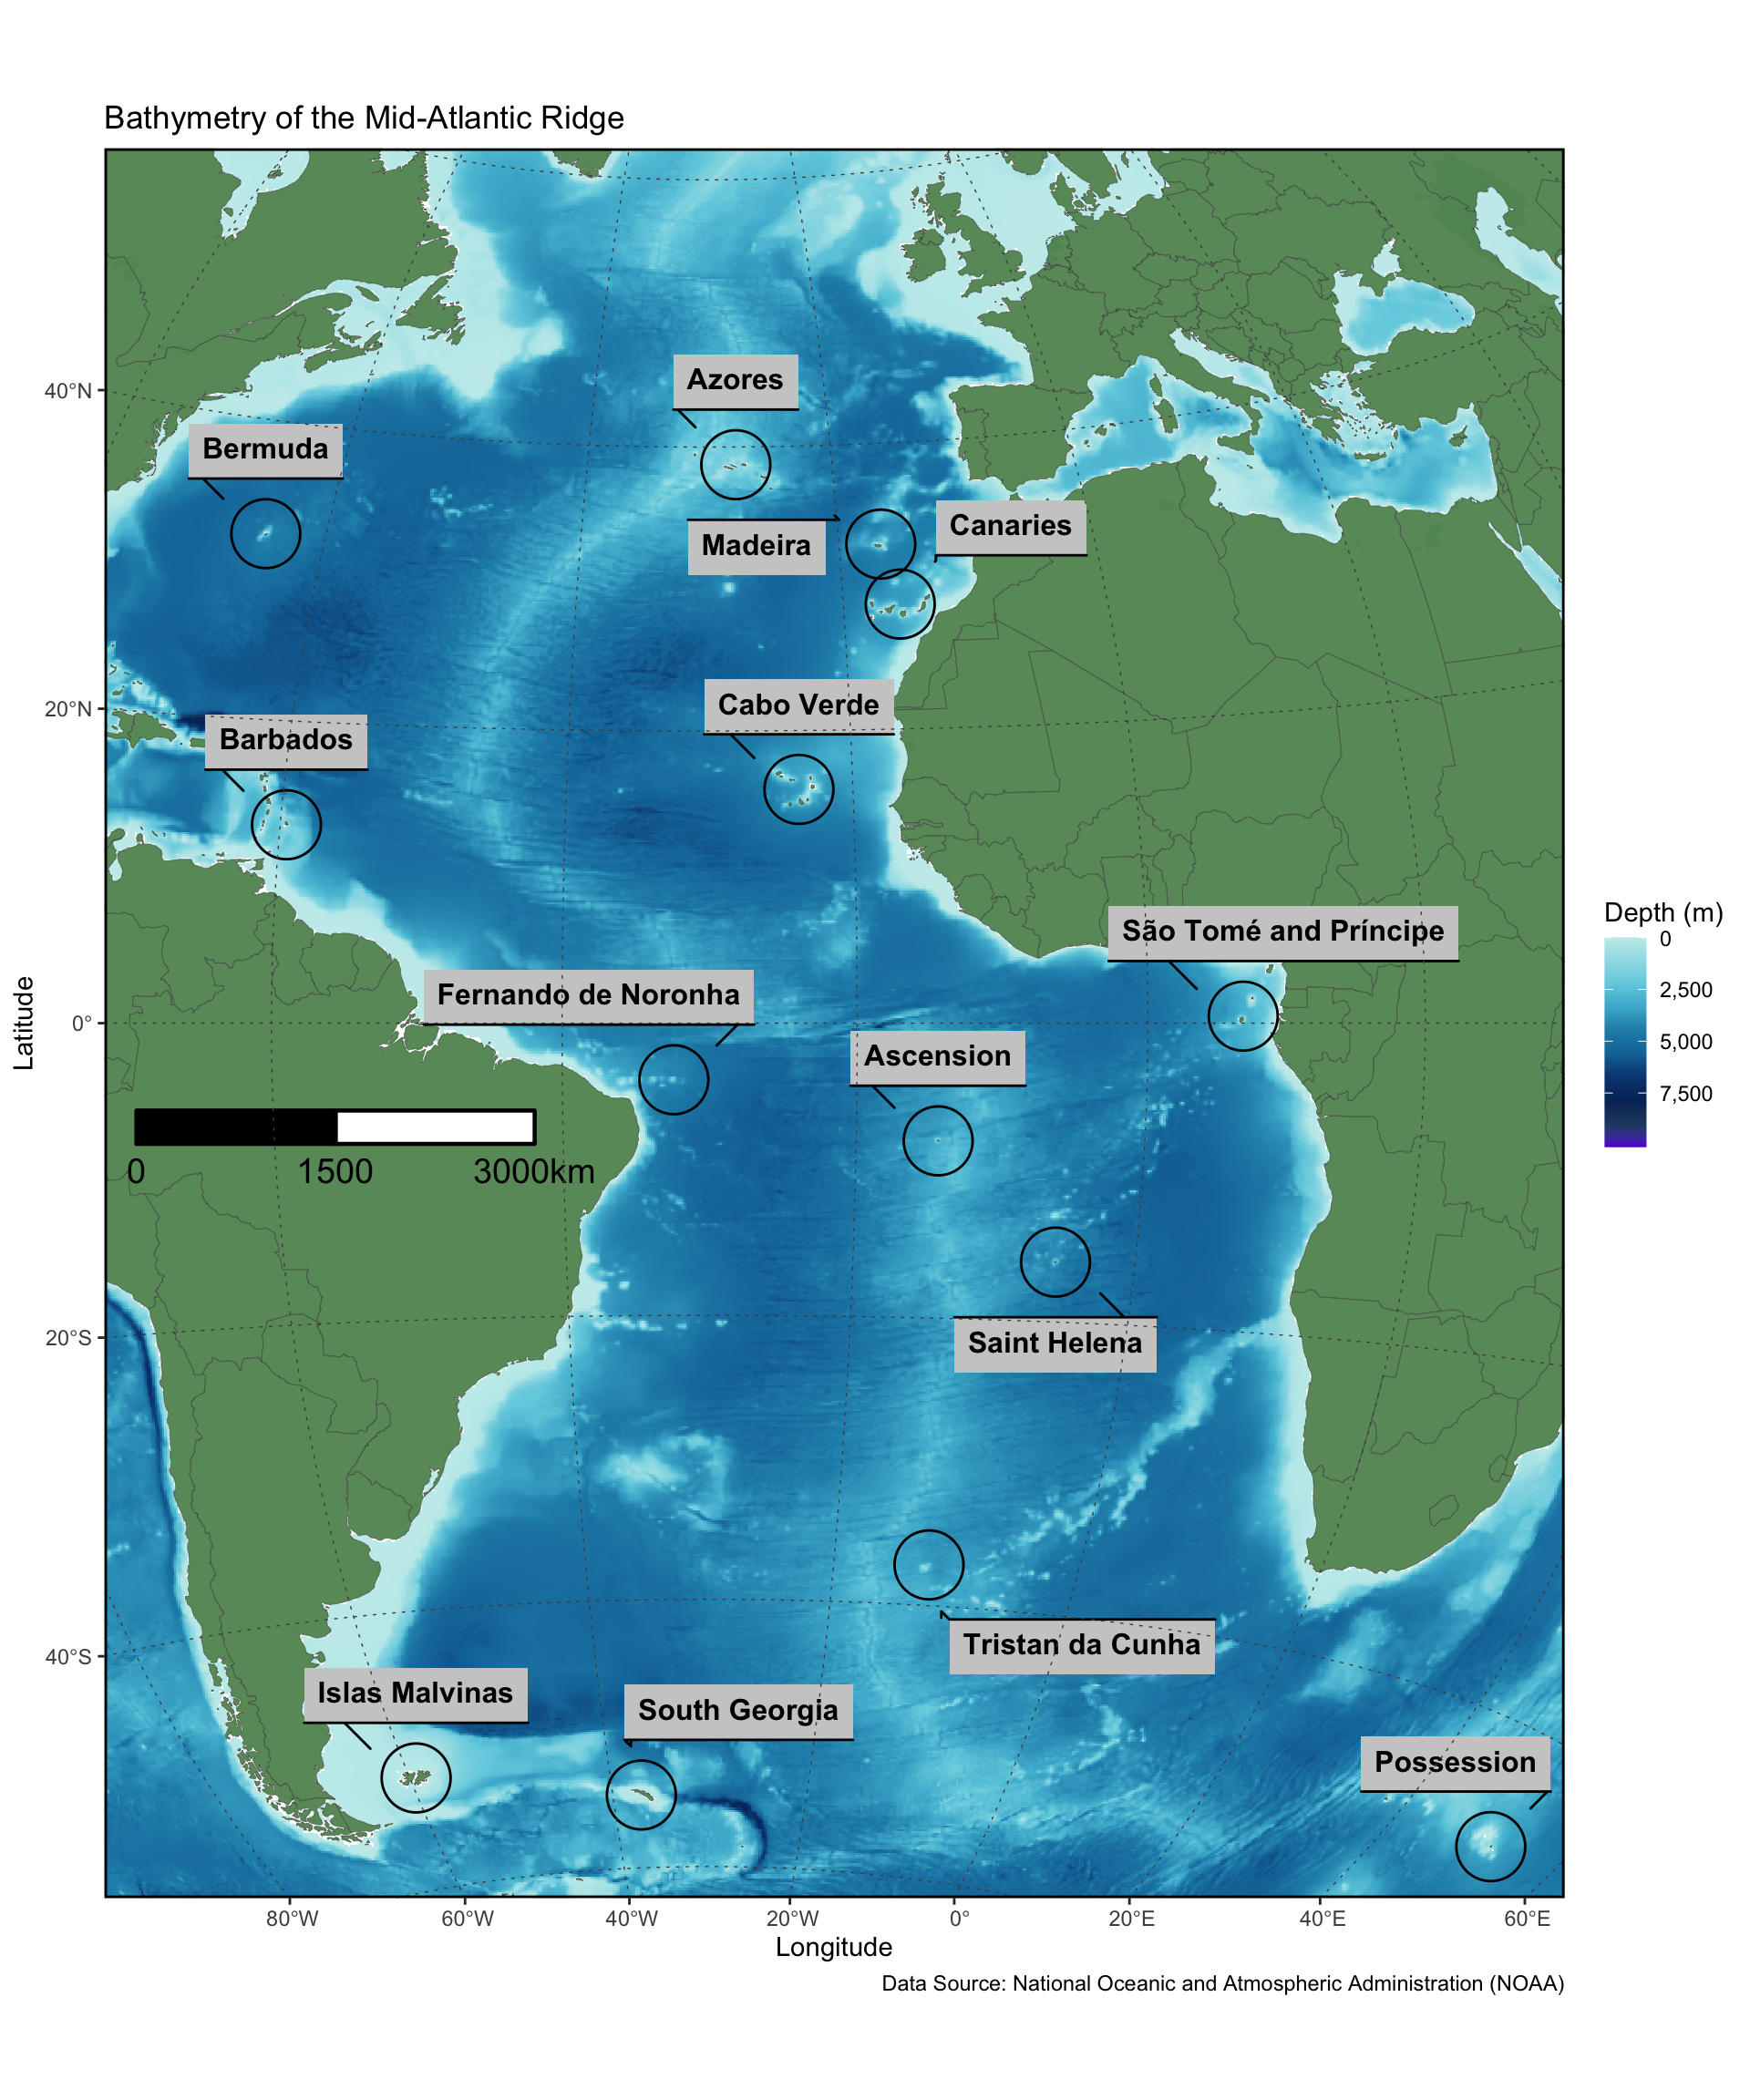 Bathymetry of the Mid-Atlantic Ridge
40°N
20°N
0°
20°S
40°S
Latitude
Azores
Bermuda
Madeira
Canaries
Cabo Verde
Barbados
São Tomé and Príncipe
Fernando de Noronha
Ascension
0 1500 3000km
Saint Helena
Tristan da Cunha
Islas Malvinas
South Georgia
Possession
Depth (m)
0
2,500
5,000
7,500
80°W 60°W 40°W 20°W 0° 20°E 40°E 60°E
Longitude
Data Source: National Oceanic and Atmospheric Administration (NOAA)